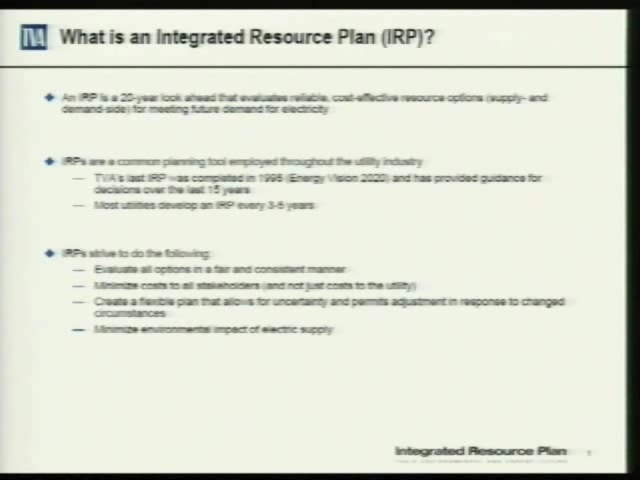 TVA What is an Integrated Resource Plan (IRP)?
An IRP is a 20-year look ahead that evaluates reliable, cost-effective resource options (supply- and
demand-side) for meeting future demand for electricity
IRPs are a common planning tool employed throughout the utility industry
— TVA's last IRP was completed in 1995 (Energy Vision 2020) and has provided guidance for
decisions over the last 15 years
— Most utilities develop an IRP every 3-5 years
IRPs strive to do the following:
— Evaluate all options in a fair and consistent manner
— Minimize costs to all stakeholders (and not just costs to the utility)
— Create a flexible plan that allows for uncertainty and permits adjustment in response to changed
circumstances
— Minimize environmental impact of electric supply
Integrated Resource Plan